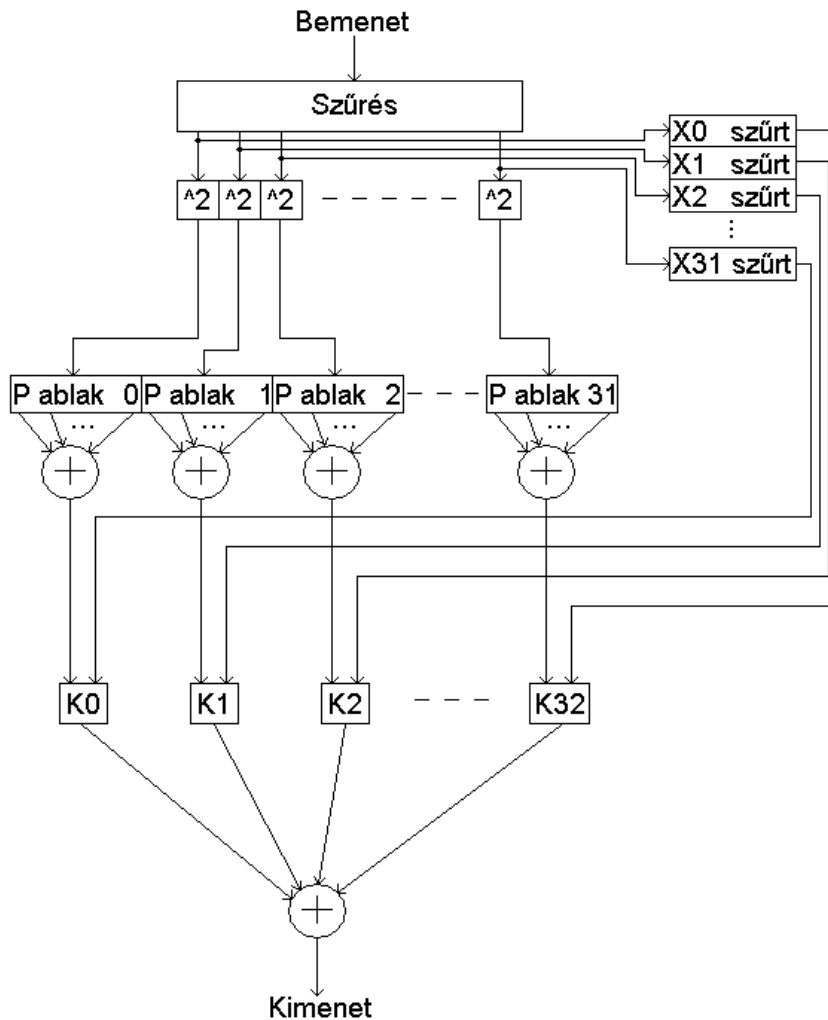 Bemenet
Szűrés
X0 szűrt
X1 szűrt
^2 ^2 ^2 ^2
X2 szűrt
X31 szűrt
P ablak 0 P ablak 1 P ablak 2 P ablak 31
K0 K1 K2 K32
Kimenet